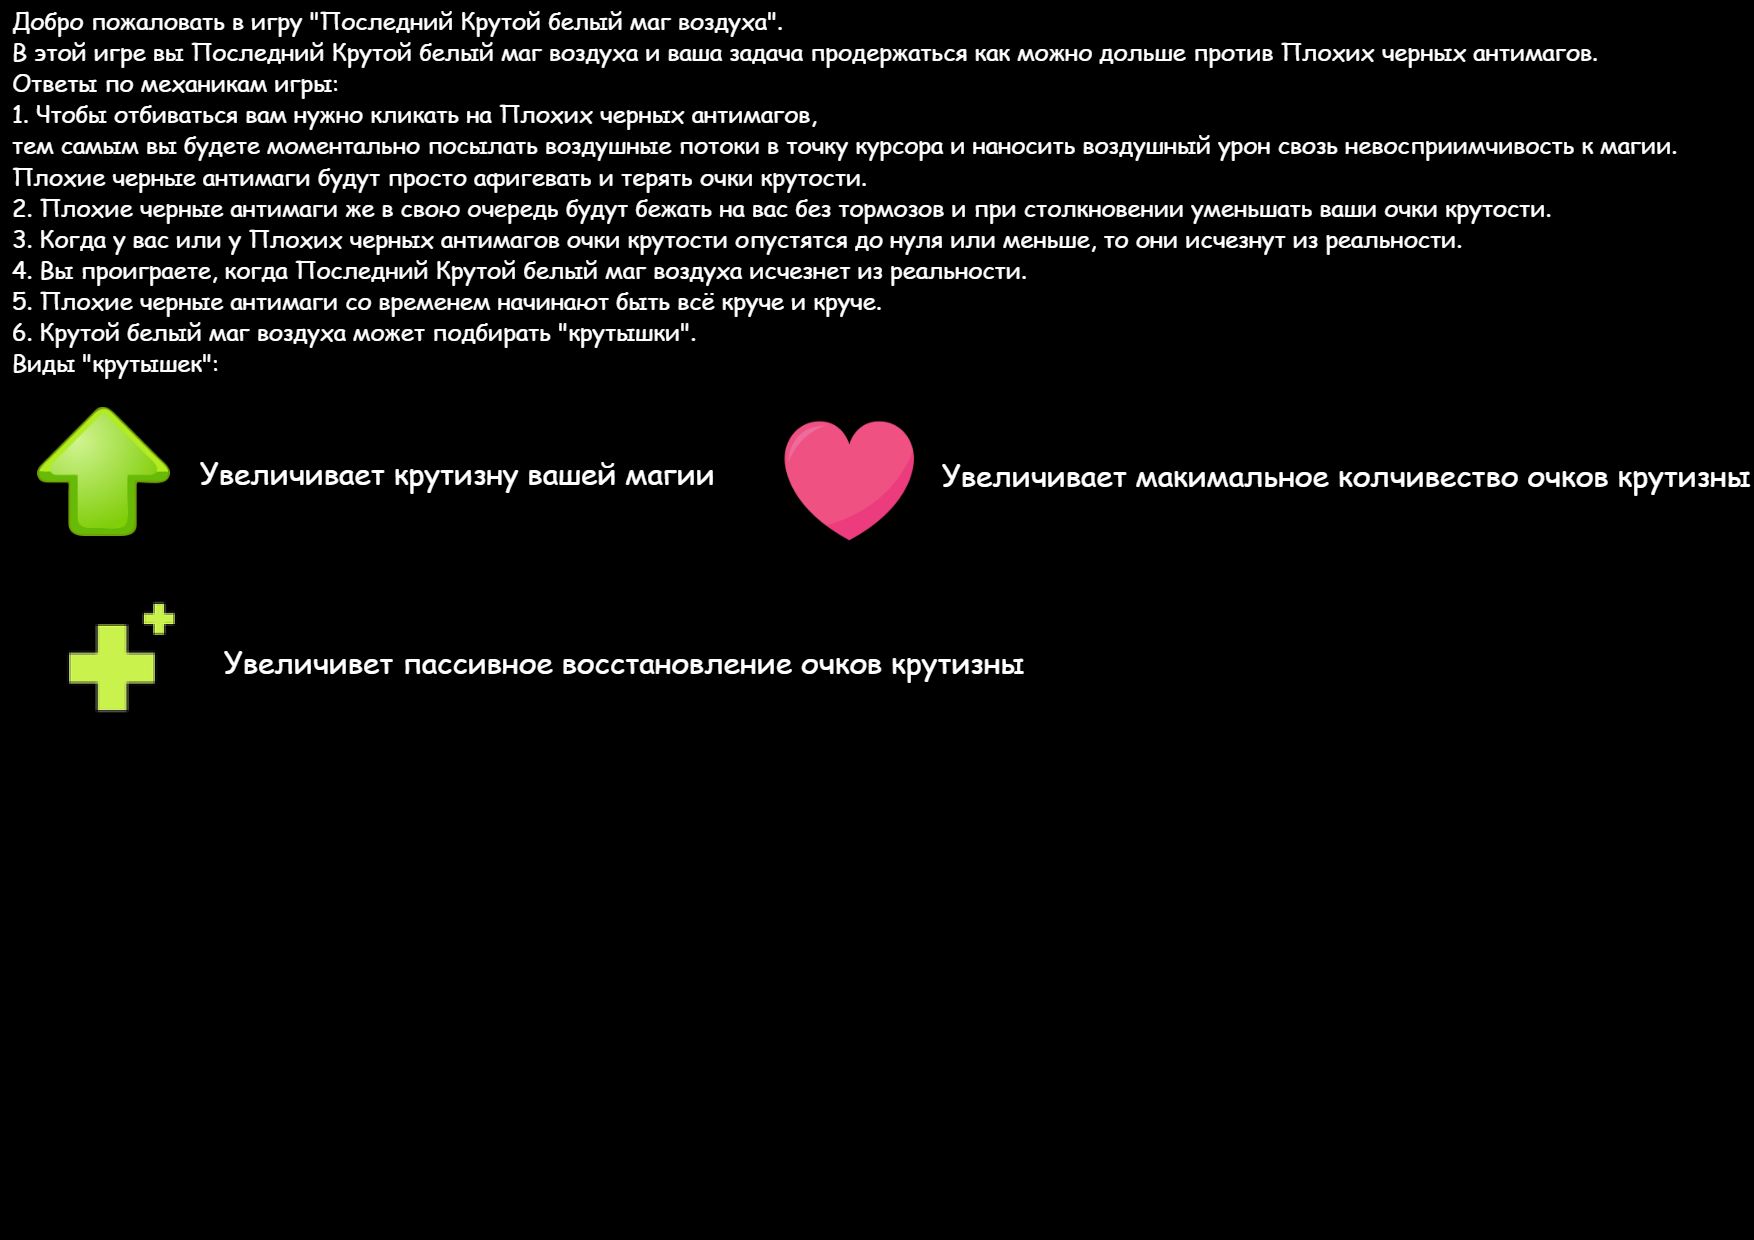 Добро пожаловать в игру "Последний Крутой белый маг воздуха".
В этой игре вы Последний Крутой белый маг воздуха и ваша задача продержаться как можно дольше против Плохих черных антимагов.
Ответы по механикам игры:
1. Чтобы отбиваться вам нужно кликать на Плохих черных антимагов,
тем самым вы будете моментально посылать воздушные потоки в точку курсора и наносить воздушный урон свозь невосприимчивость к магии.
Плохие черные антимаги будут просто афигевать и терять очки крутости.
2. Плохие черные антимаги же в свою очередь будут бежать на вас без тормозов и при столкновении уменьшать ваши очки крутости.
3. Когда у вас или у Плохих черных антимагов очки крутости опустятся до нуля или меньше, то они исчезнут из реальности.
4. Вы проиграете, когда Последний Крутой белый маг воздуха исчезнет из реальности.
5. Плохие черные антимаги со временем начинают быть всё круче и круче.
6. Крутой белый маг воздуха может подбирать "крутышки".
Виды "крутышек":
Увеличивает крутизну вашей магии
Увеличивает макимальное колчивество очков крутизны
Увеличивет пассивное восстановление очков крутизны